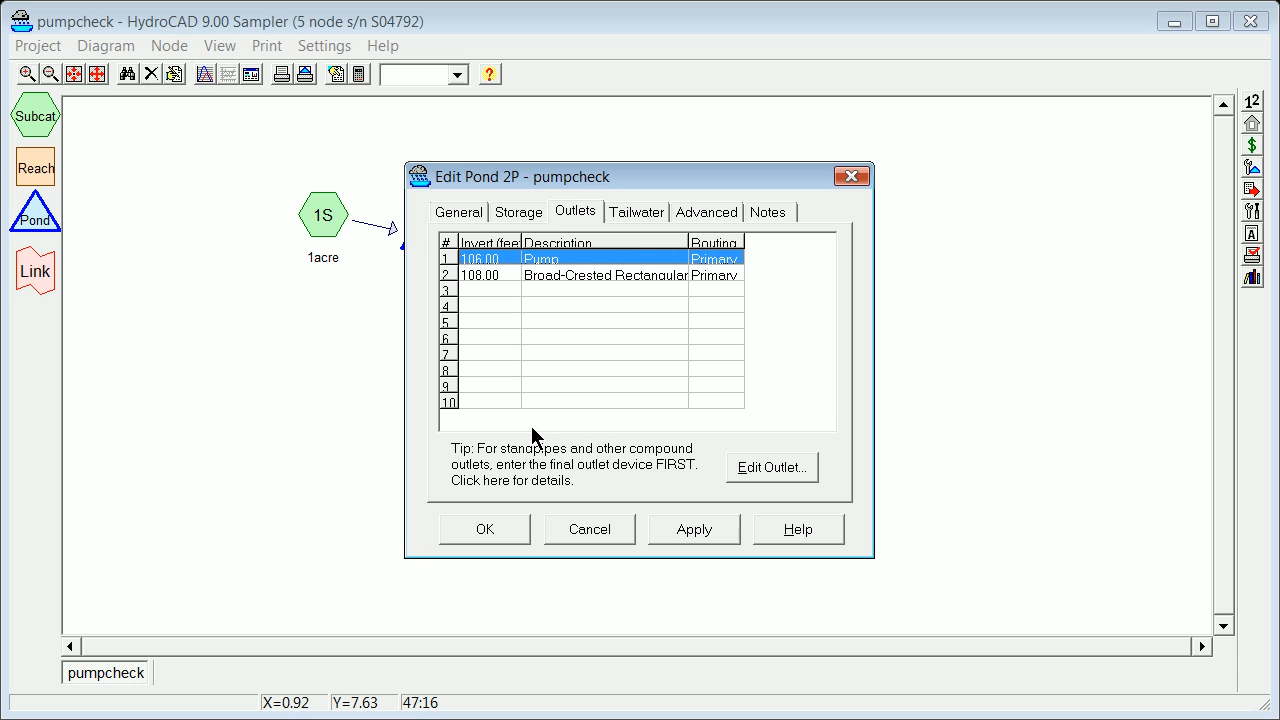 pumpcheck - HydroCAD 9.00 Sampler (5 node s/n S04792)
Project Diagram Node View Print Settings Help
?
Subcat
Reach
Pond
Link
12
$
A
1S
1acre
Edit Pond 2P - pumpcheck
General Storage Outlets Tailwater Advanced Notes
# Invert (fee Description Routing
1 106.00 Pump Primary
2 108.00 Broad-Crested Rectangular Primary
3
4
5
6
7
8
9
10
Tip: For standpipes and other compound
outlets, enter the final outlet device FIRST.
Click here for details.
Edit Outlet...
OK Cancel Apply Help
pumpcheck
X=0.92 Y=7.63 47:16